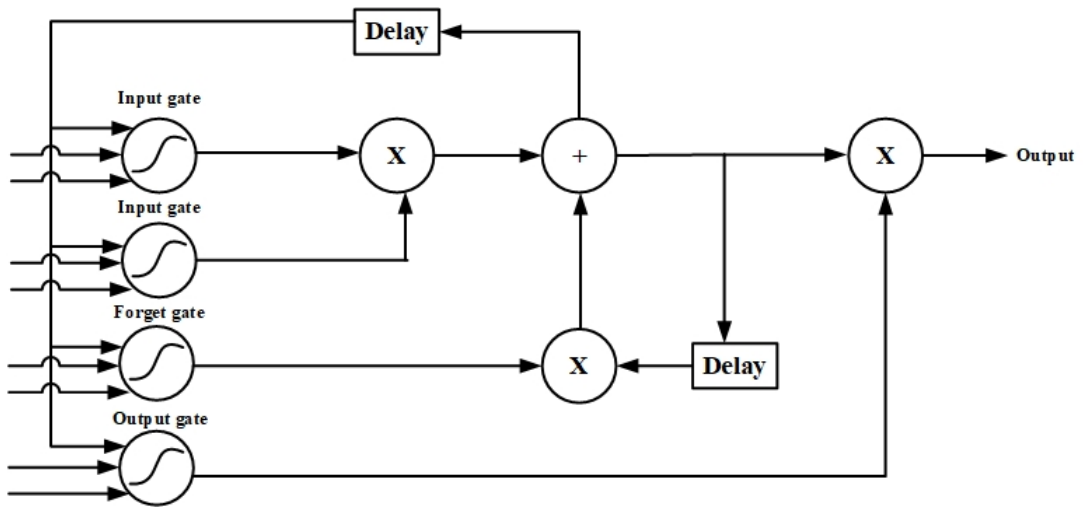 Delay
Input gate
X
+
X
Output
Input gate
Forget gate
X
Delay
Output gate